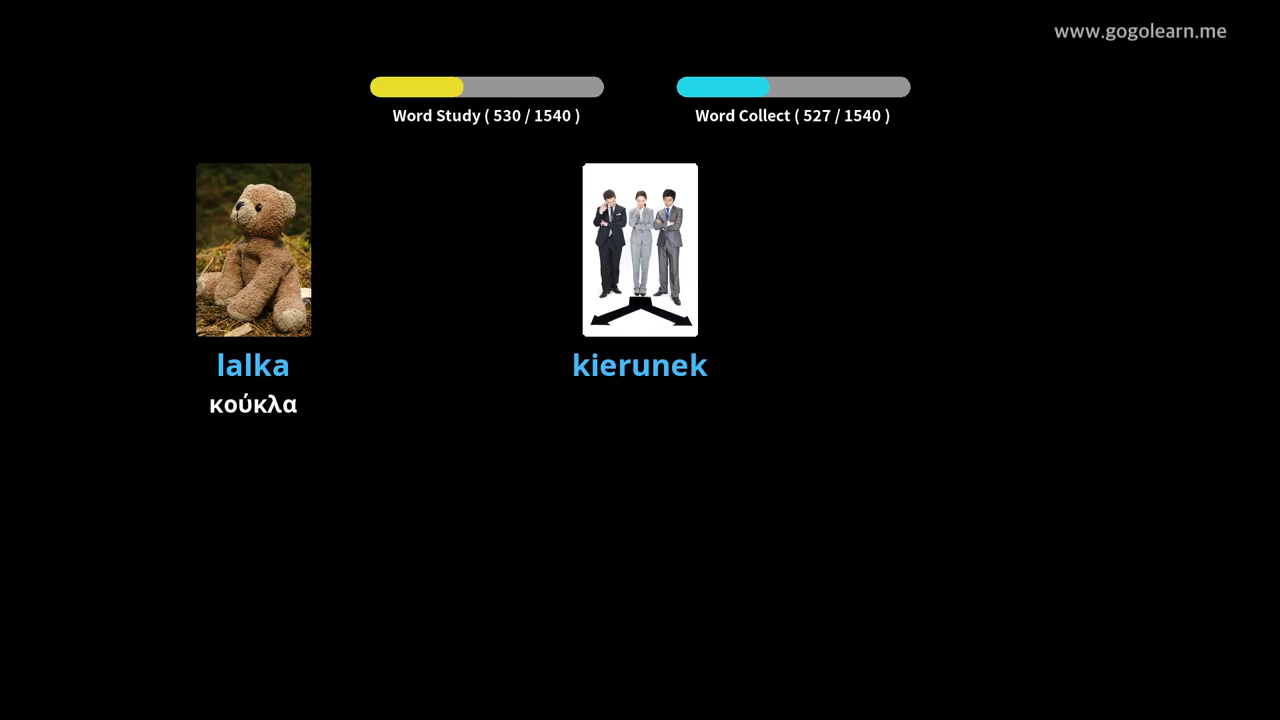 www.gogolearn.me
Word Study ( 530 / 1540 )
Word Collect ( 527 / 1540 )
lalka
κούκλα
kierunek